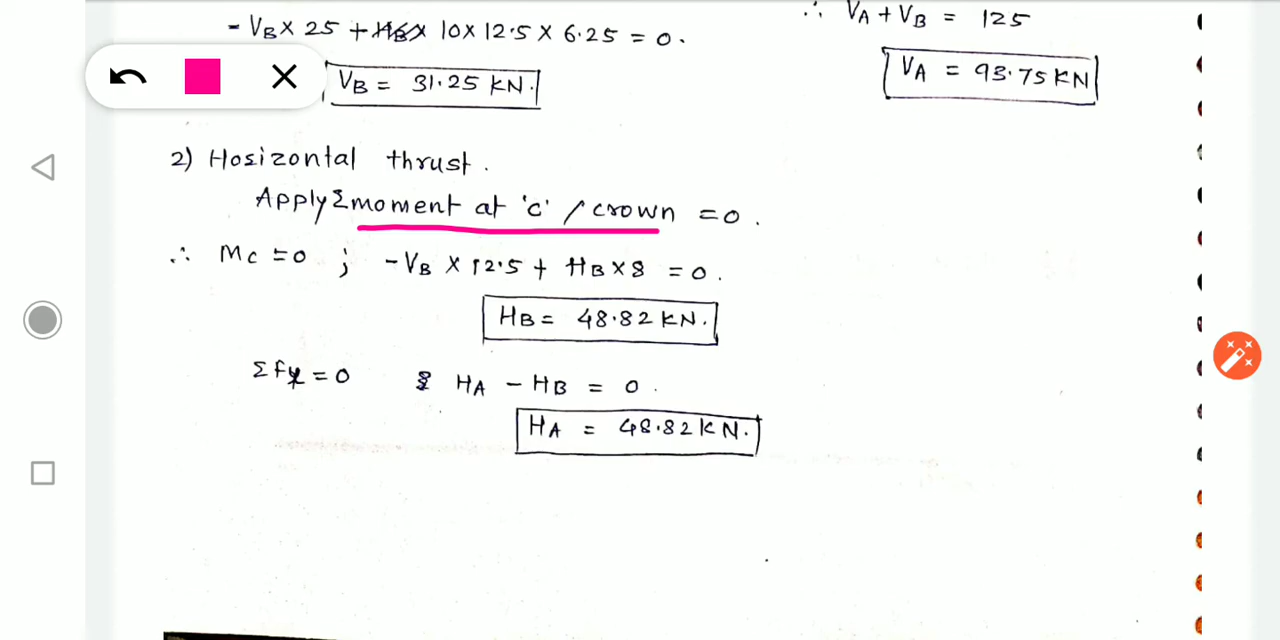 - VB x 25 + HB x 10 x 12.5 x 6.25 = 0.
∴ VA + VB = 125
VB = 31.25 KN.
VA = 93.75 KN
2) Hosizontal thrust.
Apply Σmoment at 'c' / crown = 0.
∴ Mc = 0 ; -VB x 12.5 + HB x 8 = 0.
HB = 48.82 KN.
Σfx = 0 HA - HB = 0.
HA = 48.82 KN.